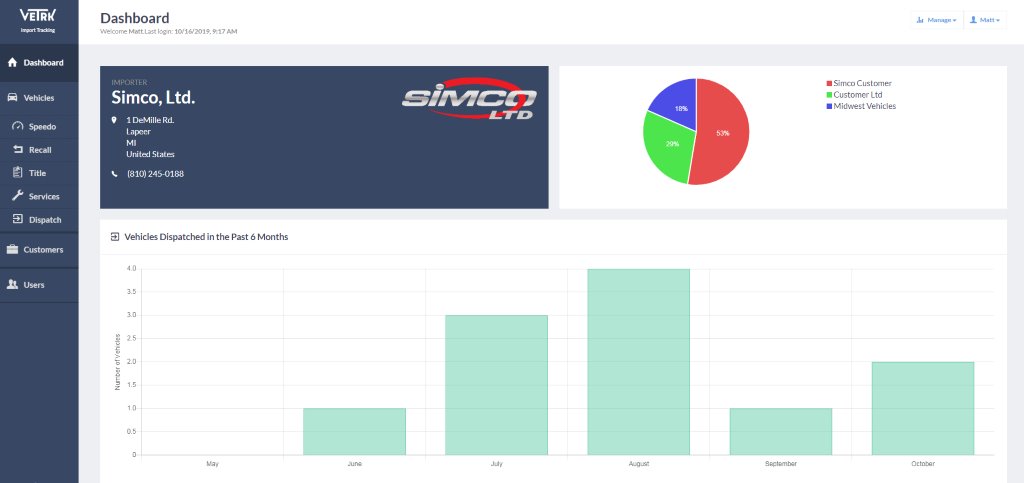 VETRK
Import Tracking
Dashboard
Vehicles
Speedo
Recall
Title
Services
Dispatch
Customers
Users
Dashboard
Welcome Matt.Last login: 10/16/2019, 9:17 AM
Manage
Matt
IMPORTER
Simco, Ltd.
1 DeMille Rd.
Lapeer
MI
United States
(810) 245-0188
SIMCO
LTD
18%
53%
29%
Simco Customer
Customer Ltd
Midwest Vehicles
Vehicles Dispatched in the Past 6 Months
Number of Vehicles
4.0
3.5
3.0
2.5
2.0
1.5
1.0
0.5
0
May June July August September October